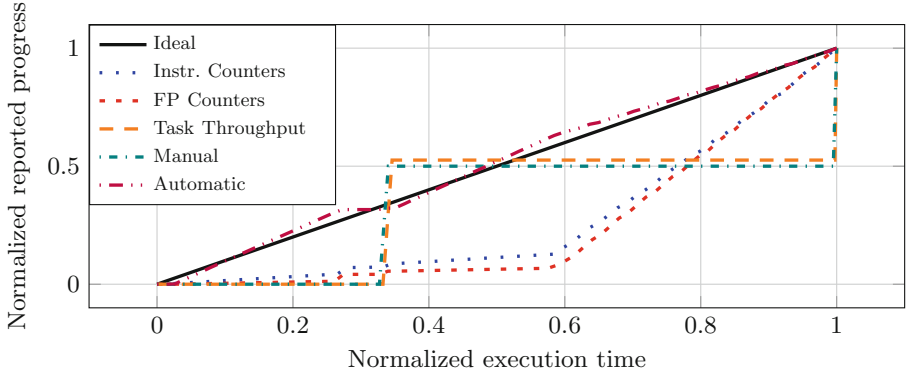 Normalized reported progress
1
0.5
0
Ideal
Instr. Counters
FP Counters
Task Throughput
Manual
Automatic
0 0.2 0.4 0.6 0.8 1
Normalized execution time